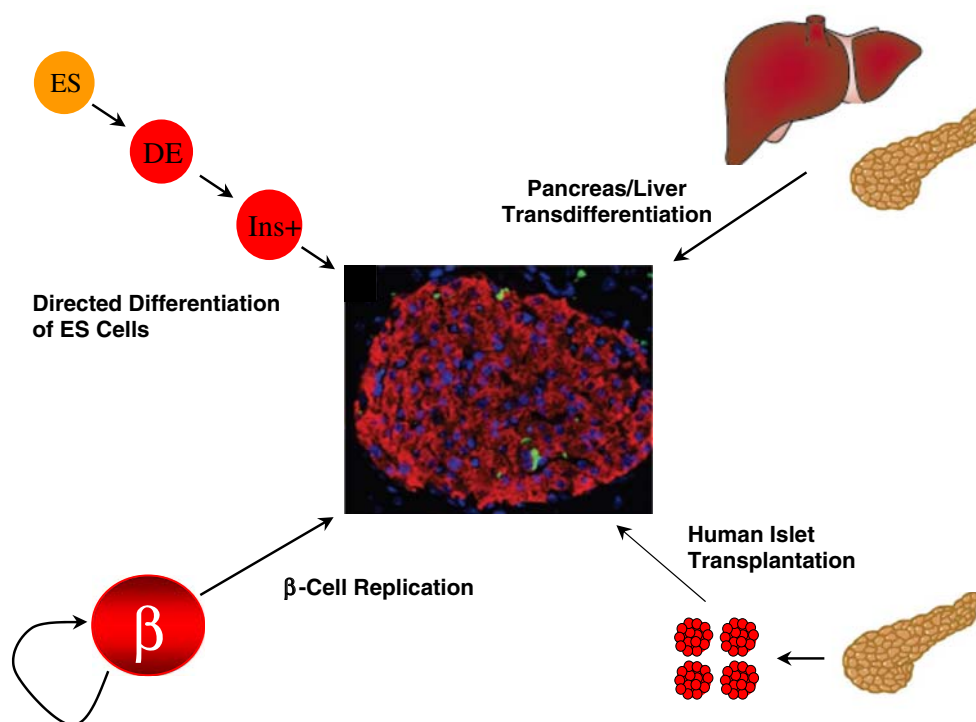 ES
DE
Ins+
Directed Differentiation
of ES Cells
Pancreas/Liver
Transdifferentiation
β-Cell Replication
β
Human Islet
Transplantation